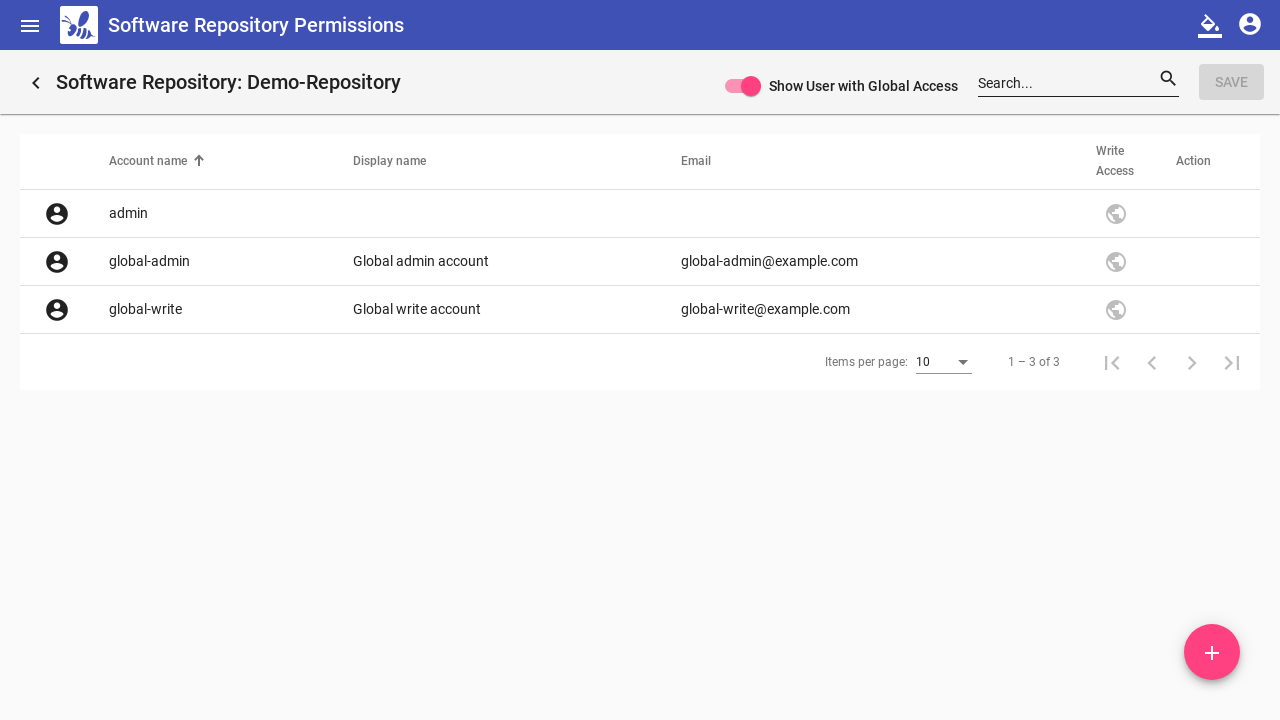 Software Repository Permissions
Software Repository: Demo-Repository
Show User with Global Access
Search...
SAVE
Account name
Display name
Email
Write
Access
Action
admin
global-admin
Global admin account
global-admin@example.com
global-write
Global write account
global-write@example.com
Items per page:
10
1 – 3 of 3